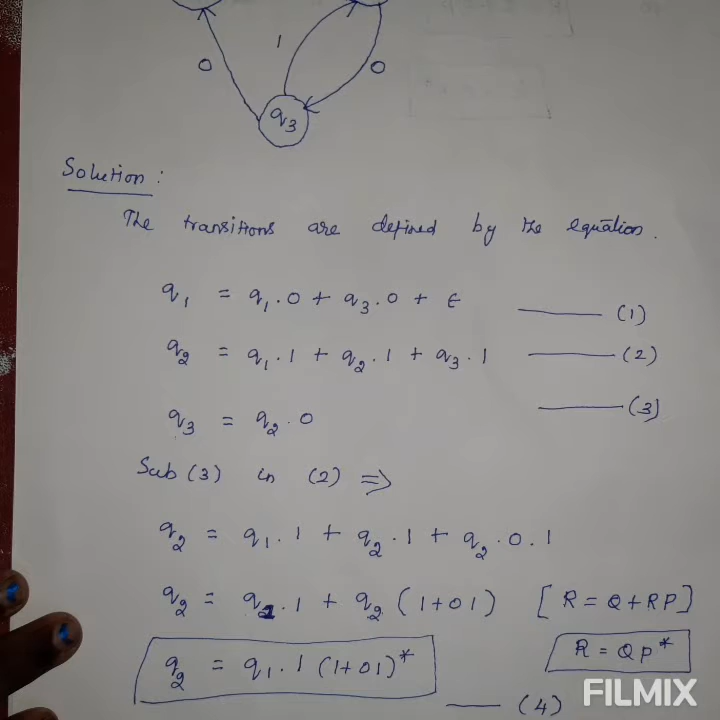 1
0
0
q3
Solution:
The transitions are defined by the equation.
q1 = q1.0 + q3.0 + ϵ ——— (1)
q2 = q1.1 + q2.1 + q3.1 ——— (2)
q3 = q2.0 ——— (3)
Sub (3) in (2) ⇒
q2 = q1.1 + q2.1 + q2.0.1
q2 = q1.1 + q2(1+01) [R = Q+RP]
q2 = q1.1(1+01)* R = QP*
——— (4)
FILMIX